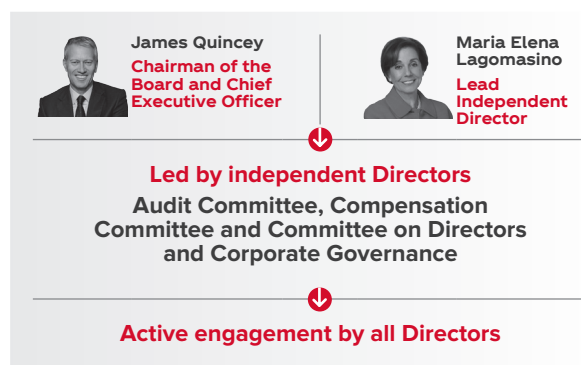 James Quincey
Chairman of the
Board and Chief
Executive Officer
Maria Elena
Lagomasino
Lead
Independent
Director
Led by independent Directors
Audit Committee, Compensation
Committee and Committee on Directors
and Corporate Governance
Active engagement by all Directors